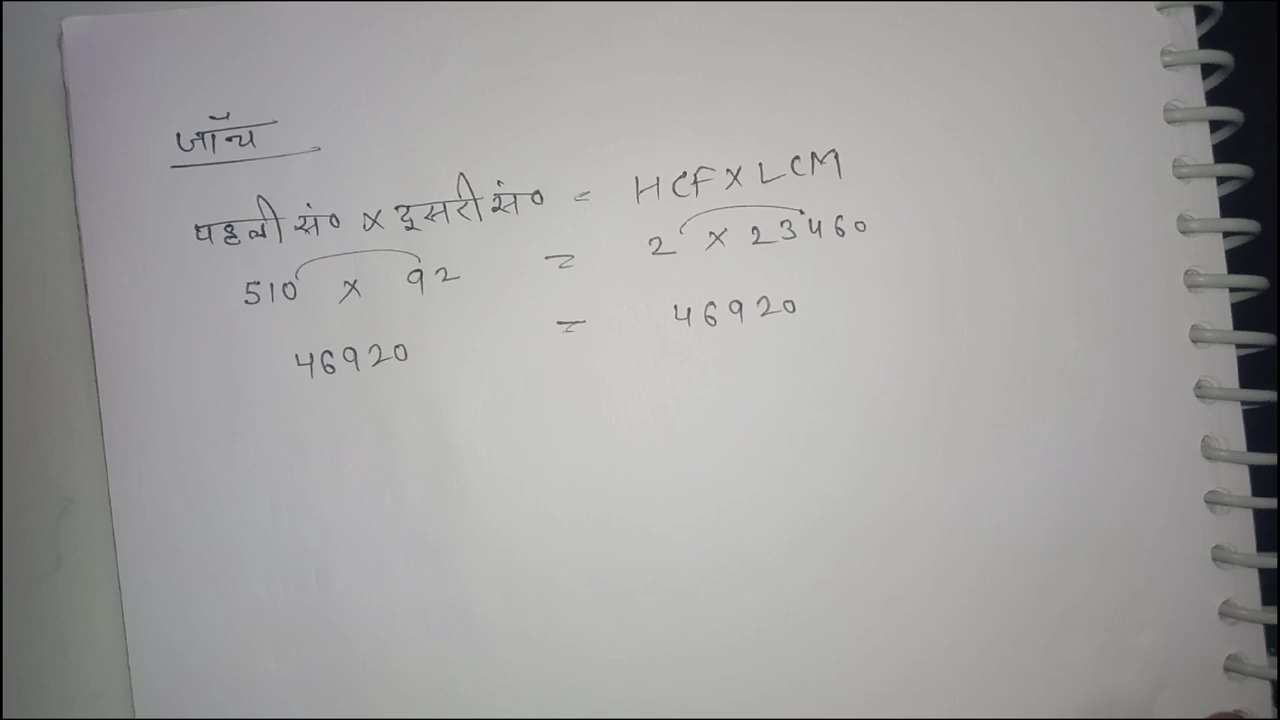 जाँच
पहली सं० × दूसरी सं० = HCF × LCM
510 × 92 = 2 × 23460
46920 = 46920